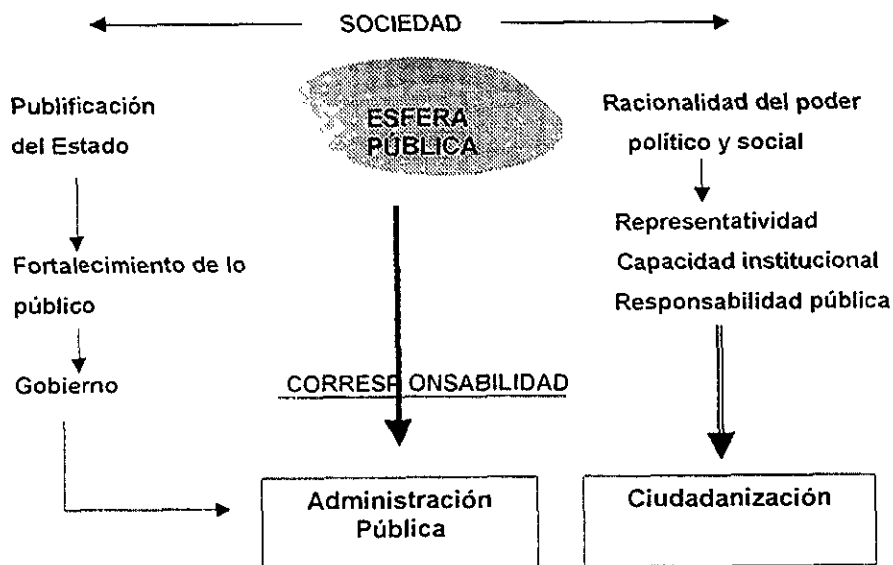 SOCIEDAD
Publificación
del Estado
ESFERA
PÚBLICA
Racionalidad del poder
político y social
Fortalecimiento de lo
público
Representatividad
Capacidad institucional
Responsabilidad pública
Gobierno
CORRESPONSABILIDAD
Administración
Pública
Ciudadanización